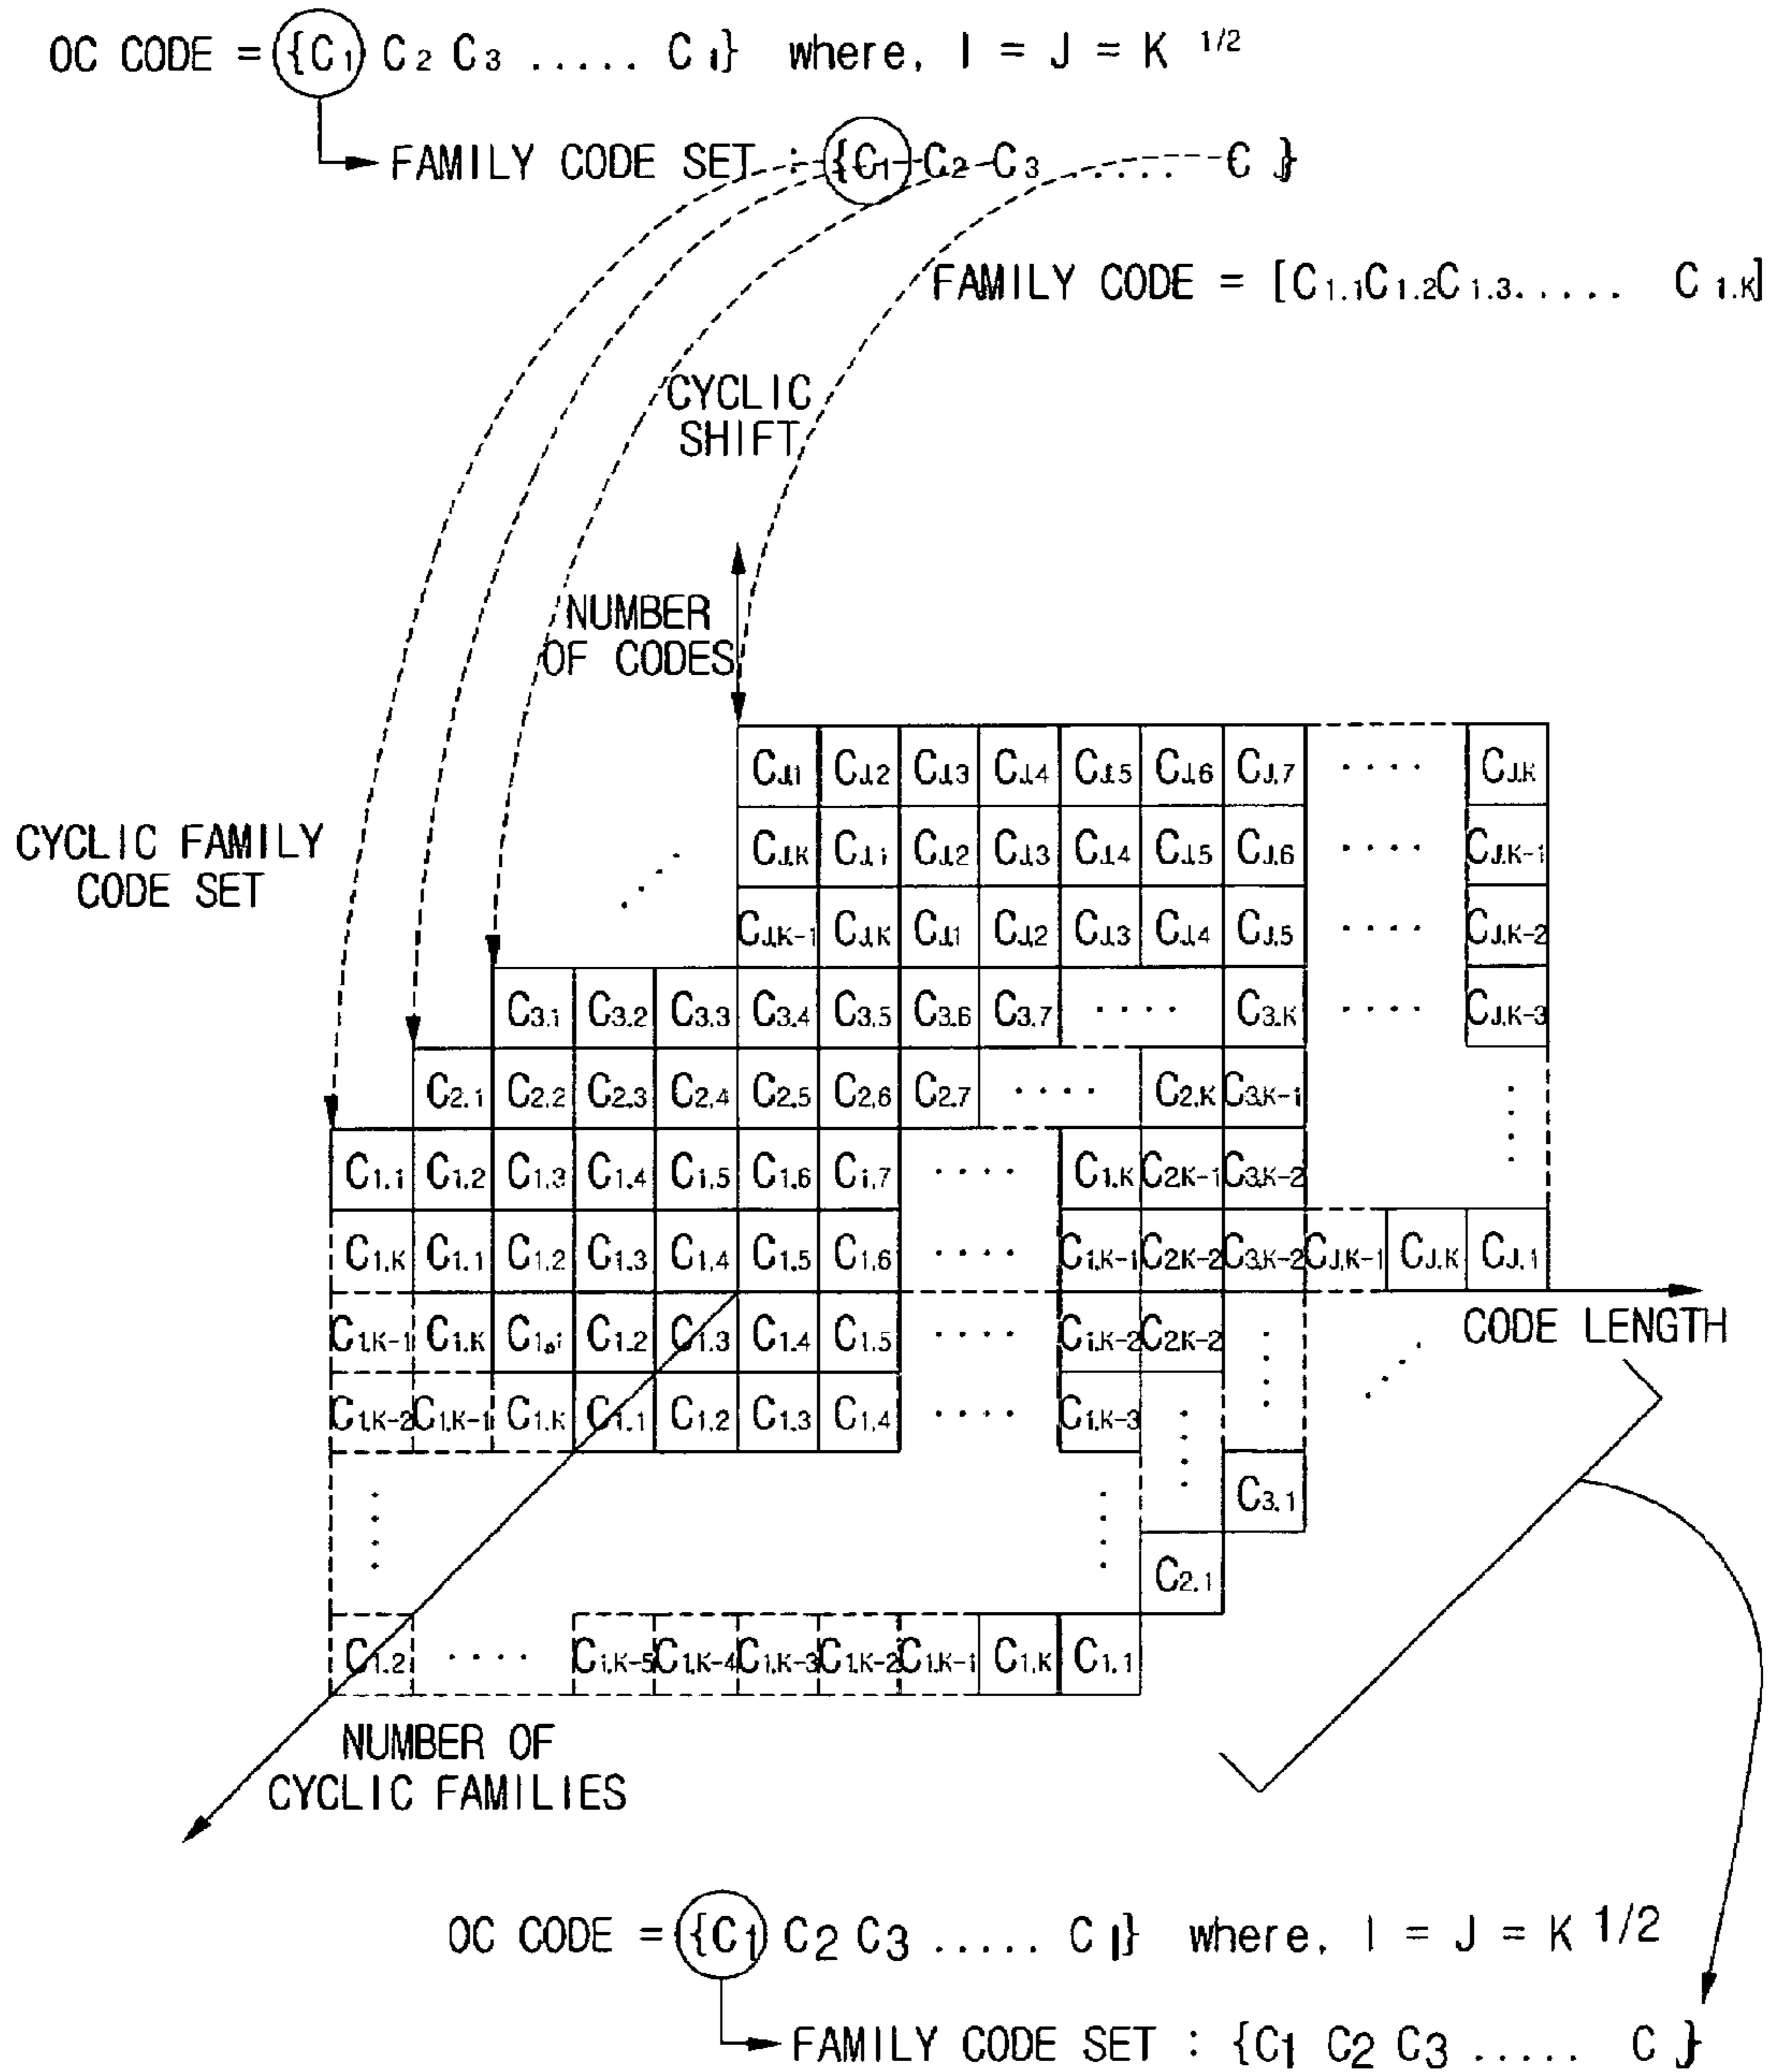 OC CODE = {C1) C2 C3 ..... C I} where, I = J = K 1/2
FAMILY CODE SET : {C1 C2 C3 ...... C J}
FAMILY CODE = [C1.1C1.2C1.3..... C 1.K]
CYCLIC
SHIFT
NUMBER
OF CODES
CYCLIC FAMILY
CODE SET
CJ.1 CJ.2 CJ.3 CJ.4 CJ.5 CJ.6 CJ.7 .... CJ.K
CJ.K CJ.1 CJ.2 CJ.3 CJ.4 CJ.5 CJ.6 .... CJ.K-1
CJ.K-1 CJ.K CJ.1 CJ.2 CJ.3 CJ.4 CJ.5 .... CJ.K-2
C3.1 C3.2 C3.3 C3.4 C3.5 C3.6 C3.7 .... C3.K .... CJ.K-3
C2.1 C2.2 C2.3 C2.4 C2.5 C2.6 C2.7 .... C2.K C3.K-1
C1.1 C1.2 C1.3 C1.4 C1.5 C1.6 C1.7 .... C1.K C2K-1 C3.K-2
C1.K C1.1 C1.2 C1.3 C1.4 C1.5 C1.6 .... C1.K-1 C2K-2 C3.K-2 CJ.K-1 CJ.K CJ.1
C1.K-1 C1.K C1.1 C1.2 C1.3 C1.4 C1.5 .... C1.K-2 C2K-2
CODE LENGTH
C1.K-2 C1.K-1 C1.K C1.1 C1.2 C1.3 C1.4 .... C1.K-3
C3.1
C2.1
C1.2 .... C1.K-5 C1.K-4 C1.K-3 C1.K-2 C1.K-1 C1.K C1.1
NUMBER OF
CYCLIC FAMILIES
OC CODE = {C1) C2 C3 ..... C I} where, I = J = K 1/2
FAMILY CODE SET : {C1 C2 C3 ..... C J}